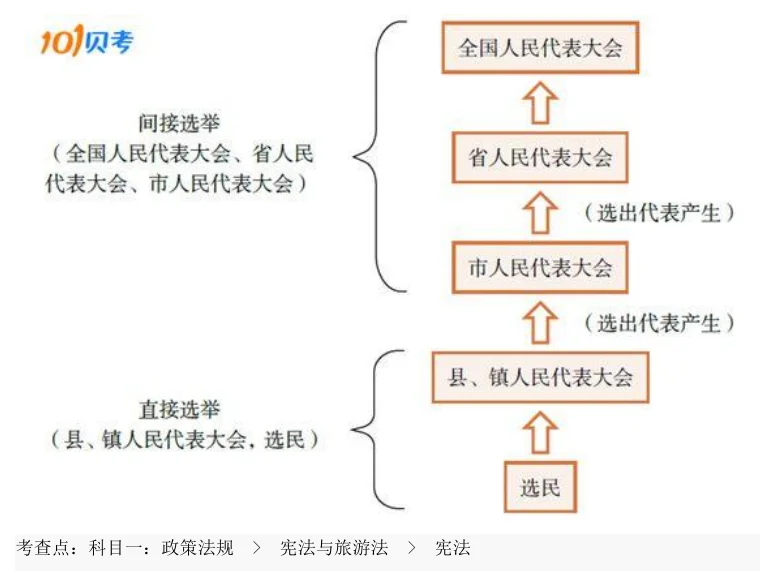 101贝考
全国人民代表大会
间接选举
（全国人民代表大会、省人民
代表大会、市人民代表大会）
省人民代表大会
（选出代表产生）
市人民代表大会
（选出代表产生）
县、镇人民代表大会
直接选举
（县、镇人民代表大会，选民）
选民
考查点：科目一：政策法规 > 宪法与旅游法 > 宪法